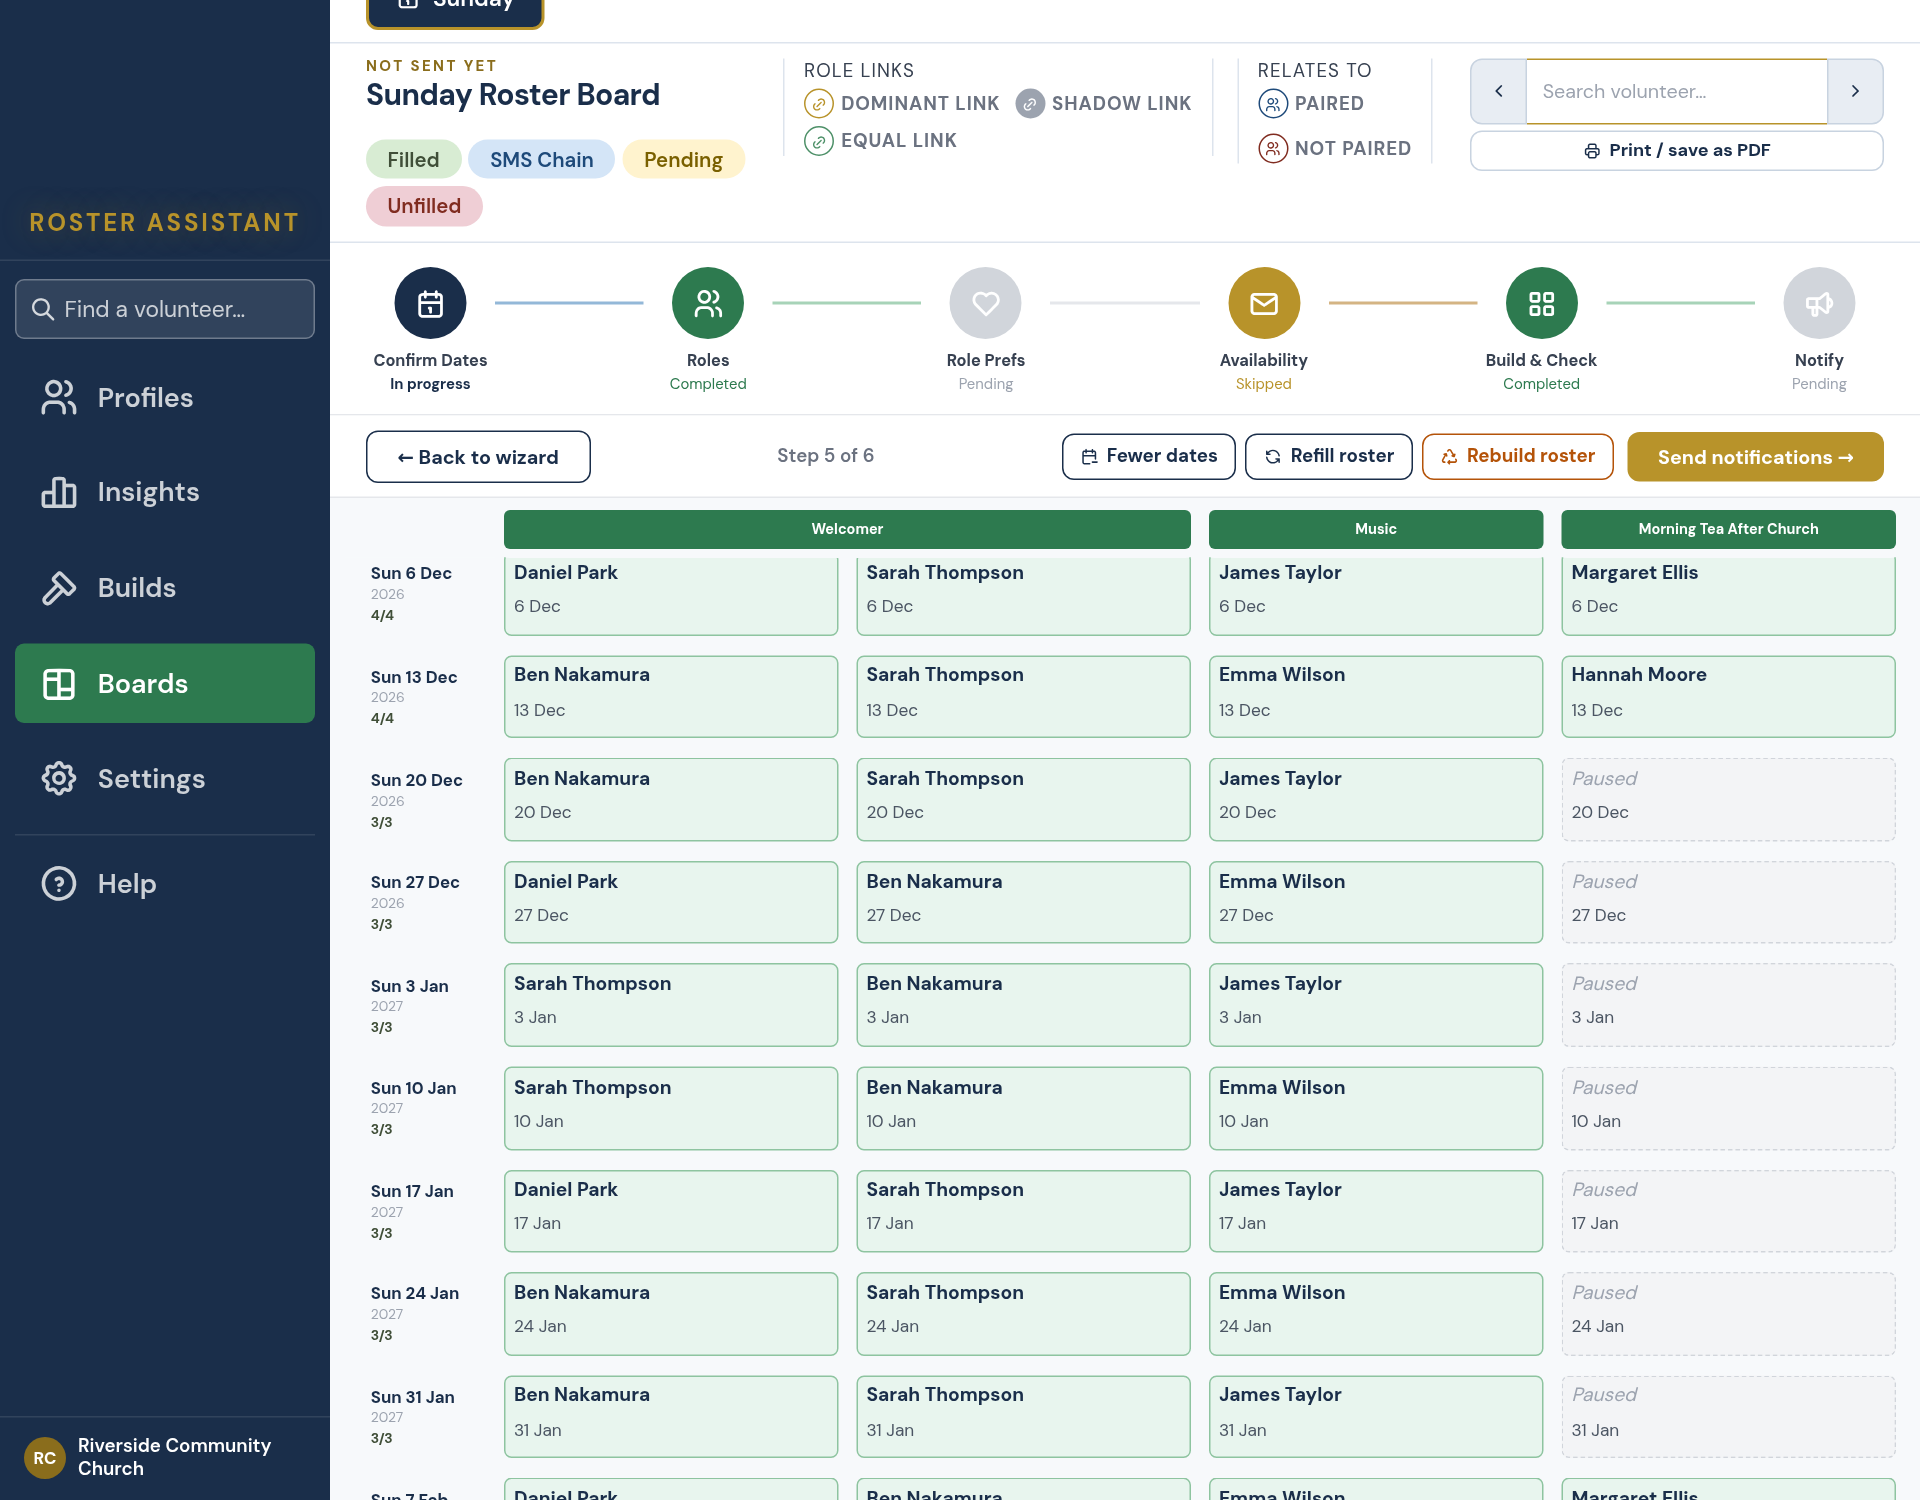 Sunday
ROSTER ASSISTANT
Find a volunteer...
Profiles
Insights
Builds
Boards
Settings
Help
RC
Riverside Community
Church
NOT SENT YET
Sunday Roster Board
Filled
SMS Chain
Pending
Unfilled
ROLE LINKS
DOMINANT LINK
SHADOW LINK
EQUAL LINK
RELATES TO
PAIRED
NOT PAIRED
Search volunteer...
Print / save as PDF
Confirm Dates
In progress
Roles
Completed
Role Prefs
Pending
Availability
Skipped
Build & Check
Completed
Notify
Pending
← Back to wizard
Step 5 of 6
Fewer dates
Refill roster
Rebuild roster
Send notifications →
Welcomer
Music
Morning Tea After Church
Sun 6 Dec
2026
4/4
Daniel Park
6 Dec
Sarah Thompson
6 Dec
James Taylor
6 Dec
Margaret Ellis
6 Dec
Sun 13 Dec
2026
4/4
Ben Nakamura
13 Dec
Sarah Thompson
13 Dec
Emma Wilson
13 Dec
Hannah Moore
13 Dec
Sun 20 Dec
2026
3/3
Ben Nakamura
20 Dec
Sarah Thompson
20 Dec
James Taylor
20 Dec
Paused
20 Dec
Sun 27 Dec
2026
3/3
Daniel Park
27 Dec
Ben Nakamura
27 Dec
Emma Wilson
27 Dec
Paused
27 Dec
Sun 3 Jan
2027
3/3
Sarah Thompson
3 Jan
Ben Nakamura
3 Jan
James Taylor
3 Jan
Paused
3 Jan
Sun 10 Jan
2027
3/3
Sarah Thompson
10 Jan
Ben Nakamura
10 Jan
Emma Wilson
10 Jan
Paused
10 Jan
Sun 17 Jan
2027
3/3
Daniel Park
17 Jan
Sarah Thompson
17 Jan
James Taylor
17 Jan
Paused
17 Jan
Sun 24 Jan
2027
3/3
Ben Nakamura
24 Jan
Sarah Thompson
24 Jan
Emma Wilson
24 Jan
Paused
24 Jan
Sun 31 Jan
2027
3/3
Ben Nakamura
31 Jan
Sarah Thompson
31 Jan
James Taylor
31 Jan
Paused
31 Jan
Sun 7 Feb
Daniel Park
Ben Nakamura
Emma Wilson
Margaret Ellis